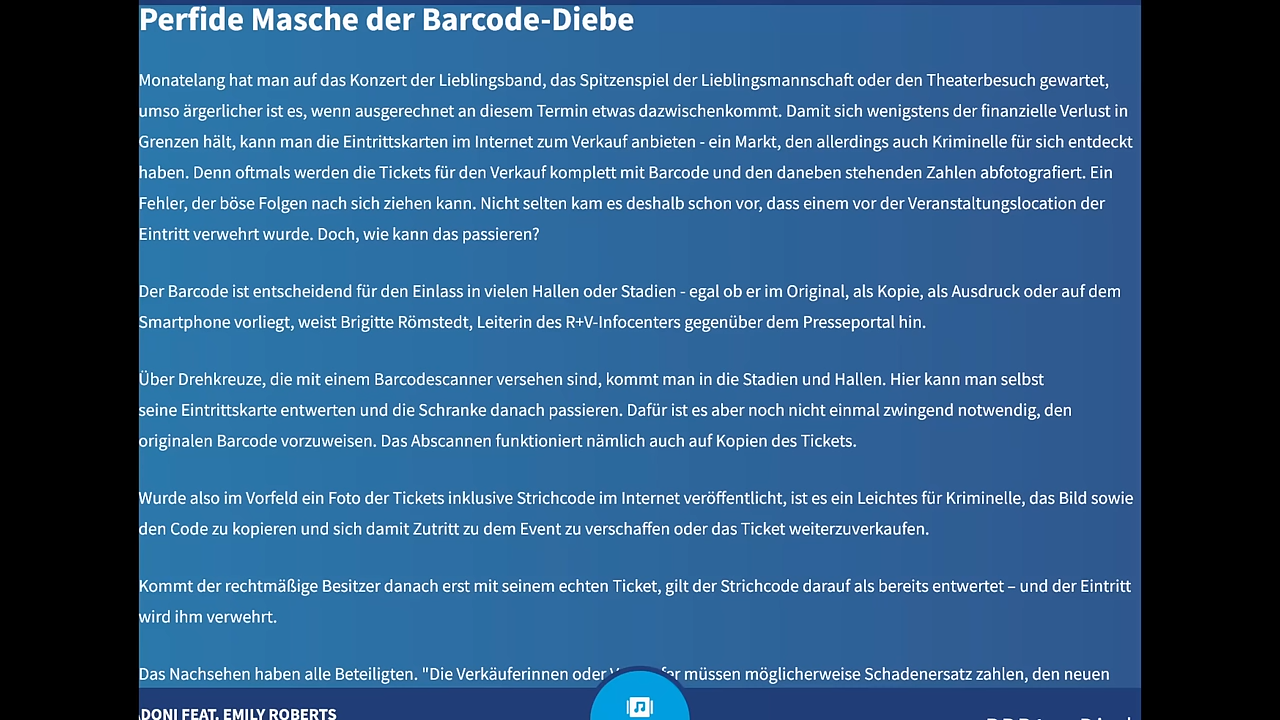 Perfide Masche der Barcode-Diebe
Monatelang hat man auf das Konzert der Lieblingsband, das Spitzenspiel der Lieblingsmannschaft oder den Theaterbesuch gewartet,
umso ärgerlicher ist es, wenn ausgerechnet an diesem Termin etwas dazwischenkommt. Damit sich wenigstens der finanzielle Verlust in
Grenzen hält, kann man die Eintrittskarten im Internet zum Verkauf anbieten - ein Markt, den allerdings auch Kriminelle für sich entdeckt
haben. Denn oftmals werden die Tickets für den Verkauf komplett mit Barcode und den daneben stehenden Zahlen abfotografiert. Ein
Fehler, der böse Folgen nach sich ziehen kann. Nicht selten kam es deshalb schon vor, dass einem vor der Veranstaltungslocation der
Eintritt verwehrt wurde. Doch, wie kann das passieren?
Der Barcode ist entscheidend für den Einlass in vielen Hallen oder Stadien - egal ob er im Original, als Kopie, als Ausdruck oder auf dem
Smartphone vorliegt, weist Brigitte Römstedt, Leiterin des R+V-Infocenters gegenüber dem Presseportal hin.
Über Drehkreuze, die mit einem Barcodescanner versehen sind, kommt man in die Stadien und Hallen. Hier kann man selbst
seine Eintrittskarte entwerten und die Schranke danach passieren. Dafür ist es aber noch nicht einmal zwingend notwendig, den
originalen Barcode vorzuweisen. Das Abscannen funktioniert nämlich auch auf Kopien des Tickets.
Wurde also im Vorfeld ein Foto der Tickets inklusive Strichcode im Internet veröffentlicht, ist es ein Leichtes für Kriminelle, das Bild sowie
den Code zu kopieren und sich damit Zutritt zu dem Event zu verschaffen oder das Ticket weiterzuverkaufen.
Kommt der rechtmäßige Besitzer danach erst mit seinem echten Ticket, gilt der Strichcode darauf als bereits entwertet – und der Eintritt
wird ihm verwehrt.
Das Nachsehen haben alle Beteiligten. "Die Verkäuferinnen oder müssen möglicherweise Schadenersatz zahlen, den neuen
DONI FEAT. EMILY ROBERTS